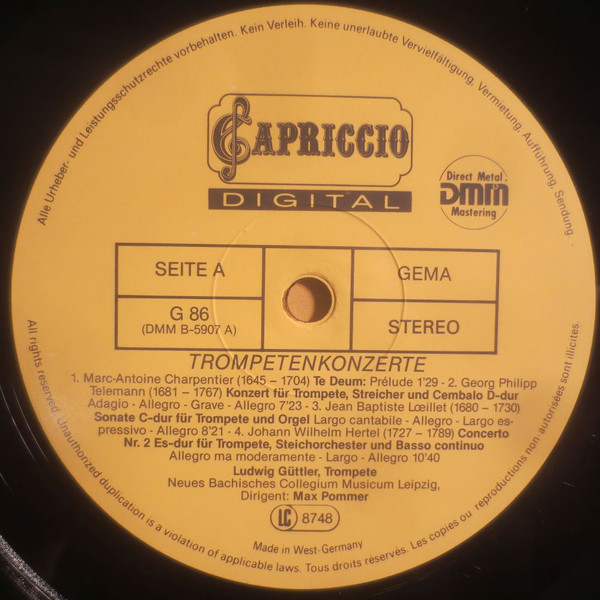 Alle Urheber- und Leistungsschutzrechte vorbehalten. Kein Verleih. Keine unerlaubte Vervielfältigung, Vermietung, Aufführung, Sendung
CAPRICCIO
DIGITAL
Direct Metal
DMM
Mastering
SEITE A
GEMA
G 86
(DMM B-5907 A)
STEREO
TROMPETENKONZERTE
1. Marc-Antoine Charpentier (1645 – 1704) Te Deum: Prélude 1'29 - 2. Georg Philipp
Telemann (1681 – 1767) Konzert für Trompete, Streicher und Cembalo D-dur
Adagio - Allegro - Grave - Allegro 7'23 - 3. Jean Baptiste Lœillet (1680 – 1730)
Sonate C-dur für Trompete und Orgel Largo cantabile - Allegro - Largo es-
pressivo - Allegro 8'21 - 4. Johann Wilhelm Hertel (1727 – 1789) Concerto
Nr. 2 Es-dur für Trompete, Steichorchester und Basso continuo
Allegro ma moderamente - Largo - Allegro 10'40
Ludwig Güttler, Trompete
Neues Bachisches Collegium Musicum Leipzig,
Dirigent: Max Pommer
LC 8748
Made in West-Germany
All rights reserved. Unauthorized duplication is a violation of applicable laws. Tous droits réservés. Les copies ou reproductions non-autorisées sont illicites.